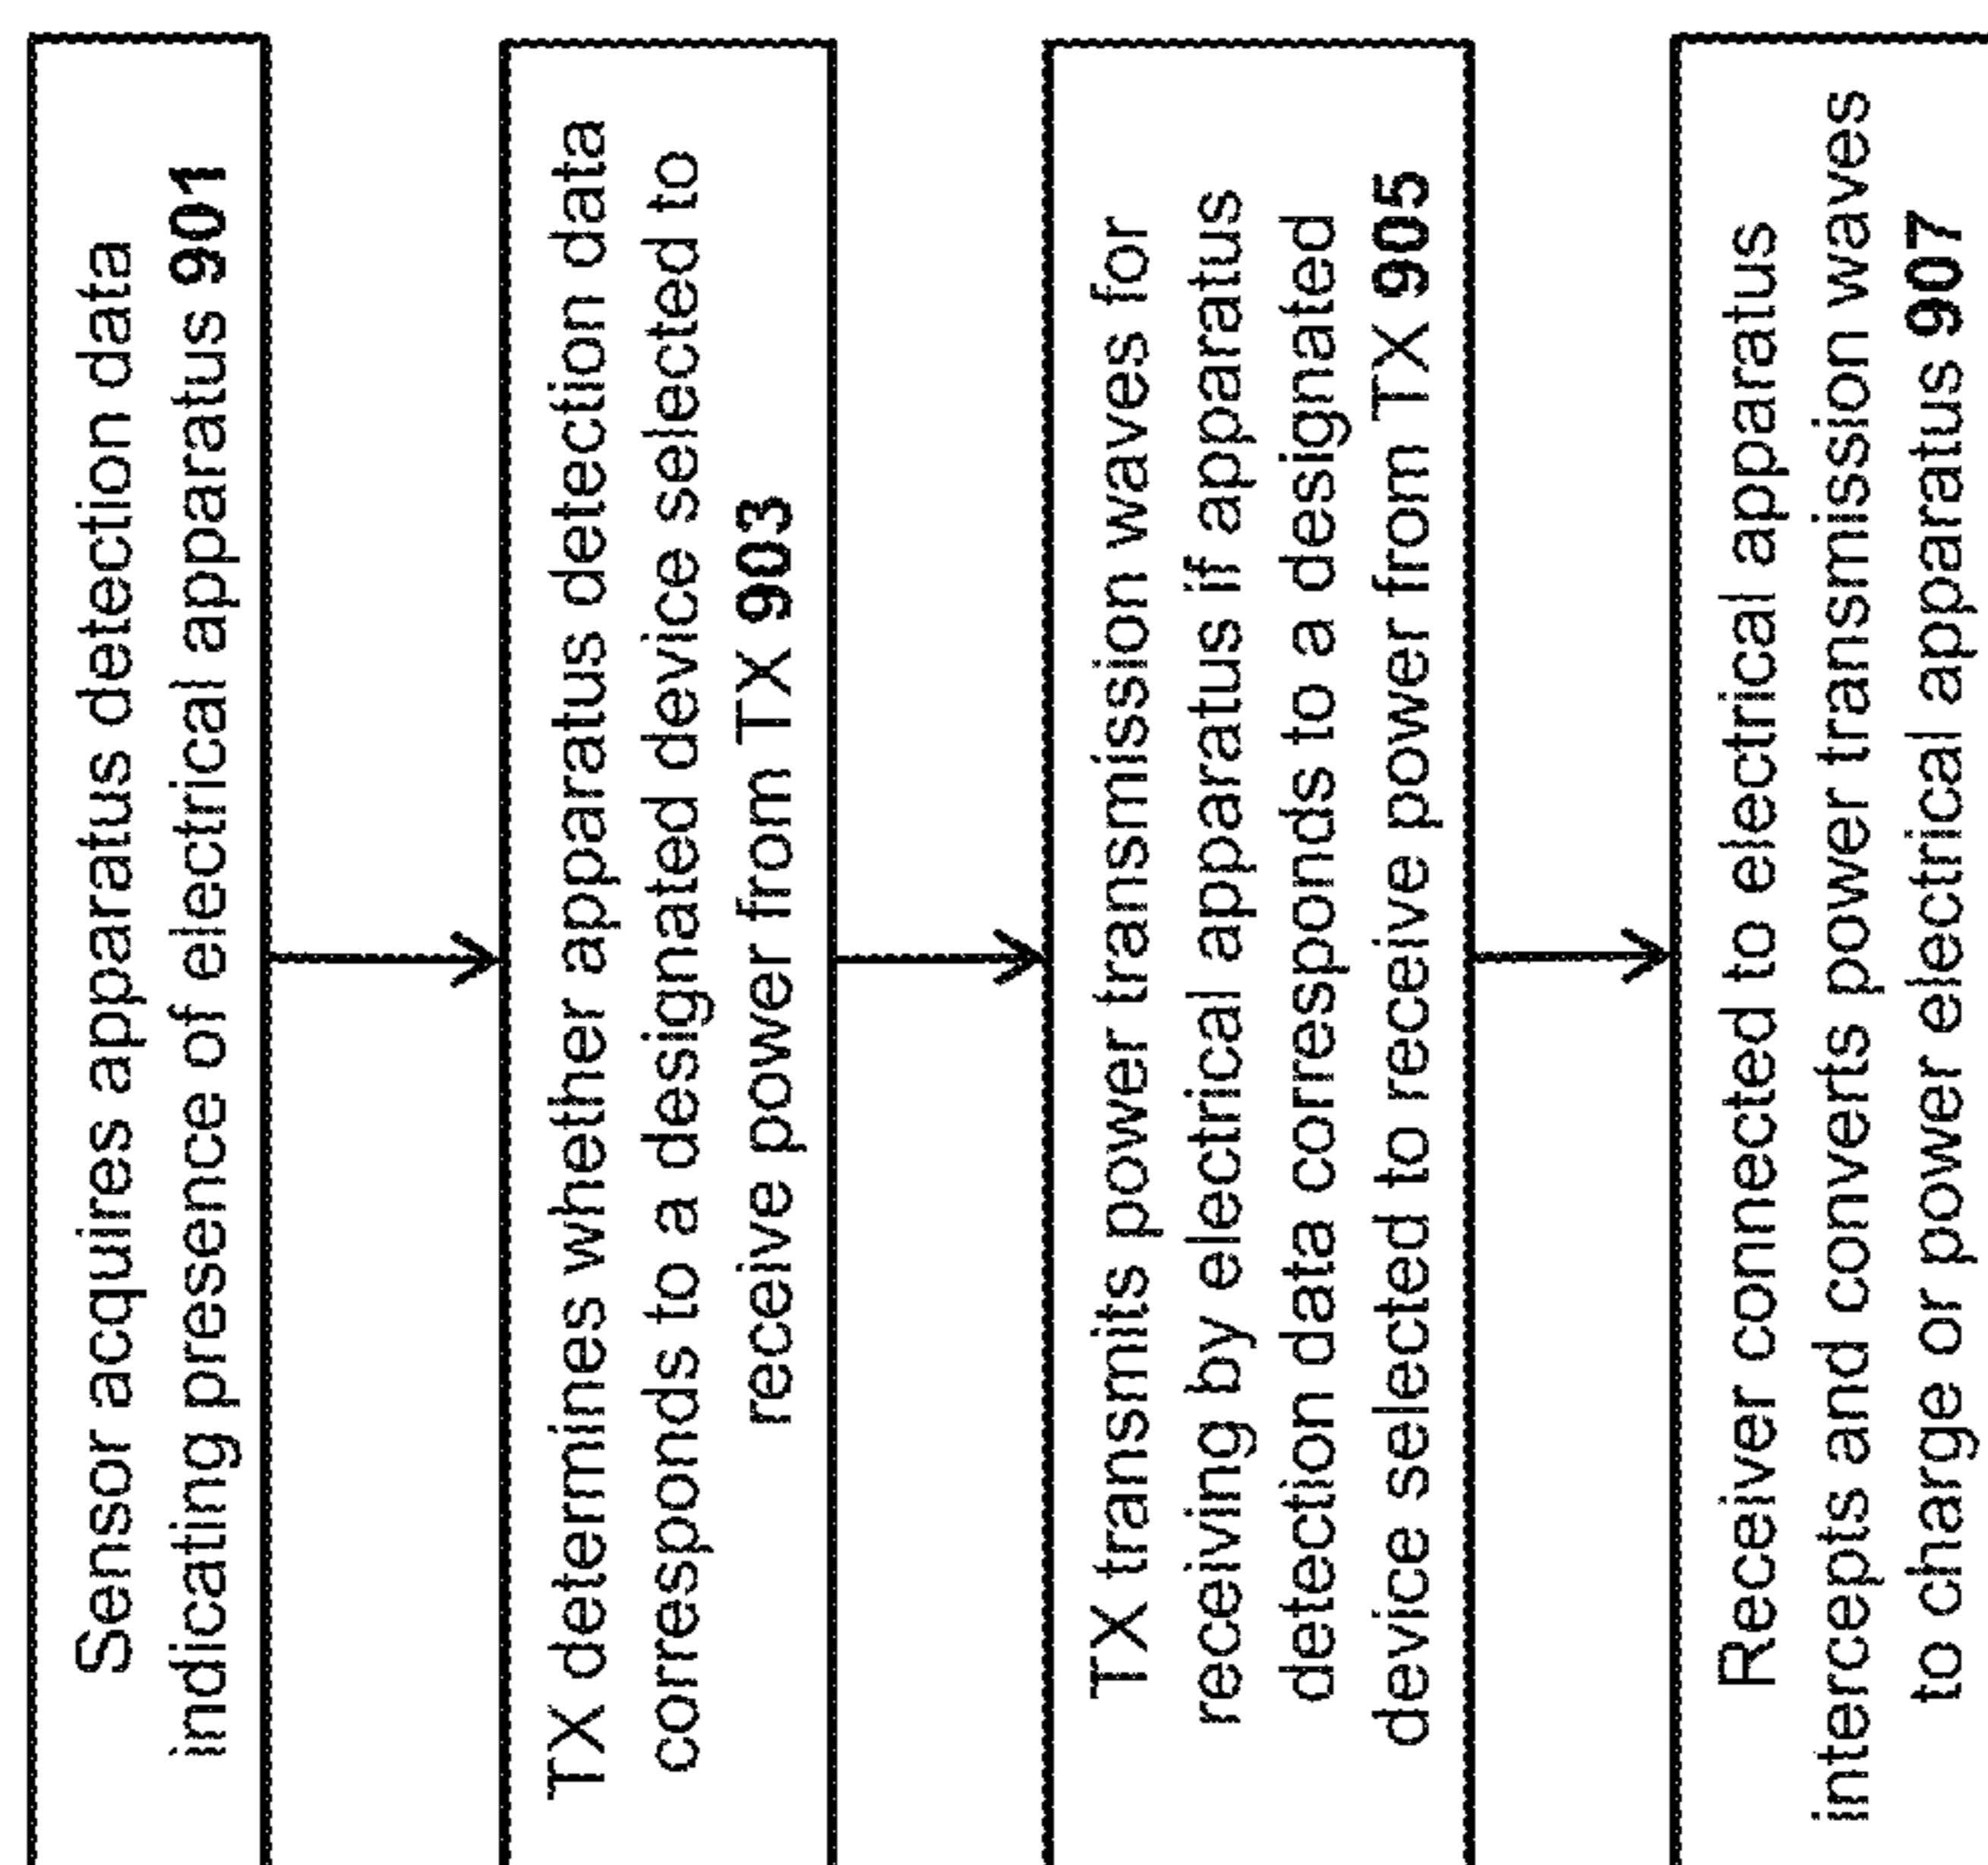 Sensor acquires apparatus detection data
indicating presence of electrical apparatus 901
TX determines whether apparatus detection data
corresponds to a designated device selected to
receive power from TX 903
TX transmits power transmission waves for
receiving by electrical apparatus if apparatus
detection data corresponds to a designated
device selected to receive power from TX 905
Receiver connected to electrical apparatus
intercepts and converts power transmission waves
to charge or power electrical apparatus 907